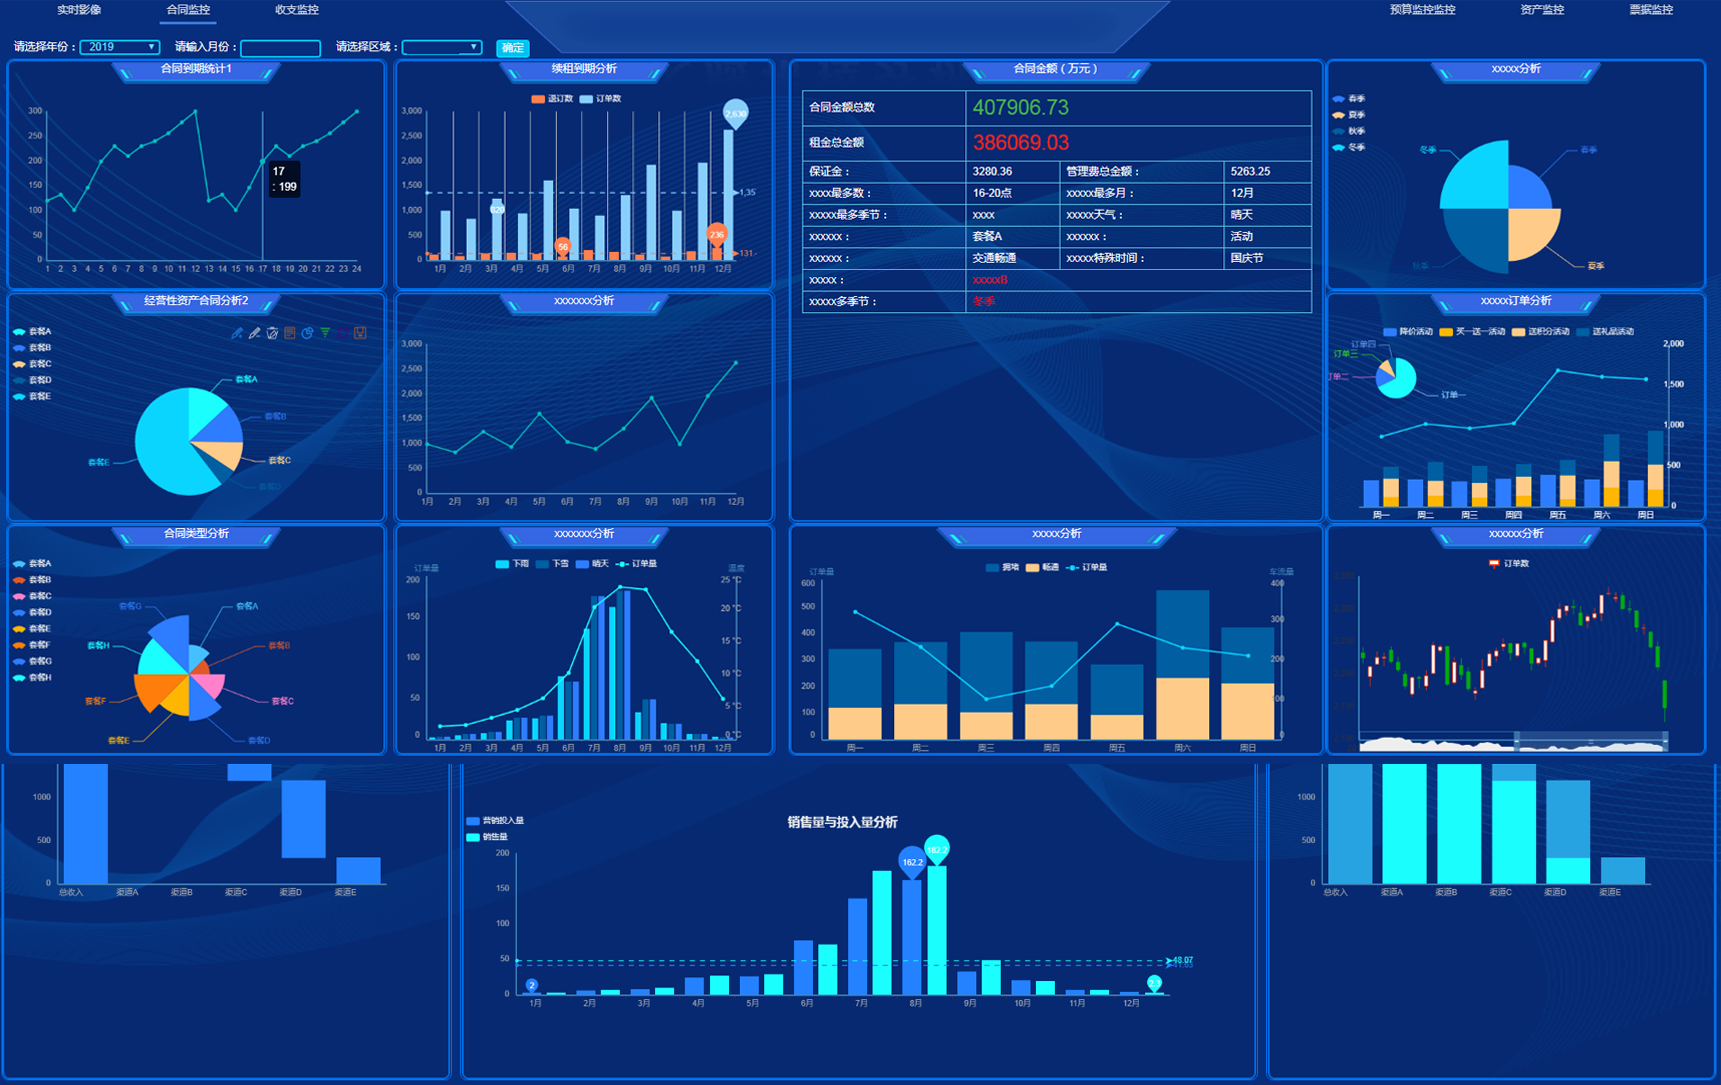 实时影像 合同监控 收支监控 预算监控监控 资产监控 票据监控
请选择年份： 2019 请输入月份： 请选择区域： 确定
合同到期统计1
300
250
200
150
100
50
0
1 2 3 4 5 6 7 8 9 10 11 12 13 14 15 16 17 18 19 20 21 22 23 24
17
: 199
续租到期分析
退订数 订单数
3,000
2,500
2,000
1,500
1,000
500
0
2,630
820
56
236
1,35
131.
1月 2月 3月 4月 5月 6月 7月 8月 9月 10月 11月 12月
合同金额（万元）
合同金额总数 407906.73
租金总金额 386069.03
保证金： 3280.36 管理费总金额： 5263.25
xxxx最多数： 16-20点 xxxxx最多月： 12月
xxxxx最多季节： xxxx xxxxx天气： 晴天
xxxxxx： 套餐A xxxxxx： 活动
xxxxxx： 交通畅通 xxxxx特殊时间： 国庆节
xxxxx： xxxxxB
xxxxx多季节： 冬季
xxxxx分析
春季
夏季
秋季
冬季
冬季 春季
秋季 夏季
经营性资产合同分析2
套餐A
套餐B
套餐C
套餐D
套餐E
套餐A
套餐B
套餐C
套餐D
套餐E
xxxxxxx分析
3,000
2,500
2,000
1,500
1,000
500
0
1月 2月 3月 4月 5月 6月 7月 8月 9月 10月 11月 12月
xxxxx订单分析
降价活动 买一送一活动 送积分活动 送礼品活动
订单四
订单三
订单二
订单一
2,000
1,500
1,000
500
0
周一 周二 周三 周四 周五 周六 周日
合同类型分析
套餐A
套餐B
套餐C
套餐D
套餐E
套餐F
套餐G
套餐H
套餐G 套餐A
套餐H 套餐B
套餐F 套餐C
套餐E 套餐D
xxxxxxx分析
下雨 下雪 晴天 订单量
订单量 温度
200
150
100
50
0
25 °C
20 °C
15 °C
10 °C
5 °C
0 °C
1月 2月 3月 4月 5月 6月 7月 8月 9月 10月 11月 12月
xxxxx分析
拥堵 畅通 订单量
订单量 车流量
600
500
400
300
200
100
0
400
300
200
100
0
周一 周二 周三 周四 周五 周六 周日
xxxxxx分析
订单数
1000
500
0
总收入 渠道A 渠道B 渠道C 渠道D 渠道E
销售量与投入量分析
营销投入量
销售量
200
150
100
50
0
2
162.2
182.2
2.3
48.07
41.63
1月 2月 3月 4月 5月 6月 7月 8月 9月 10月 11月 12月
1000
500
0
总收入 渠道A 渠道B 渠道C 渠道D 渠道E